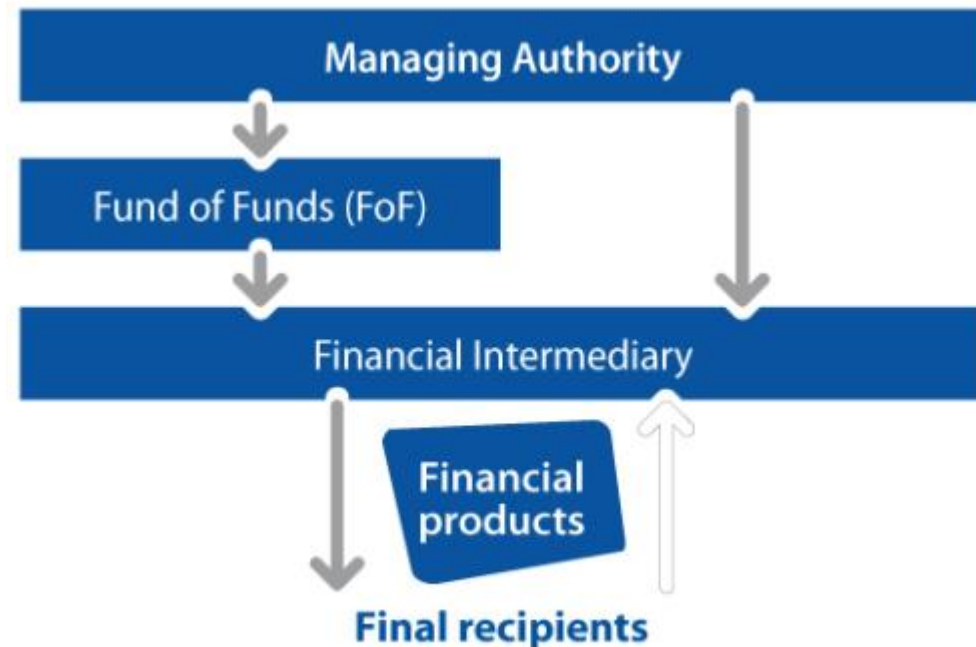 Managing Authority
Fund of Funds (FoF)
Financial Intermediary
Financial
products
Final recipients